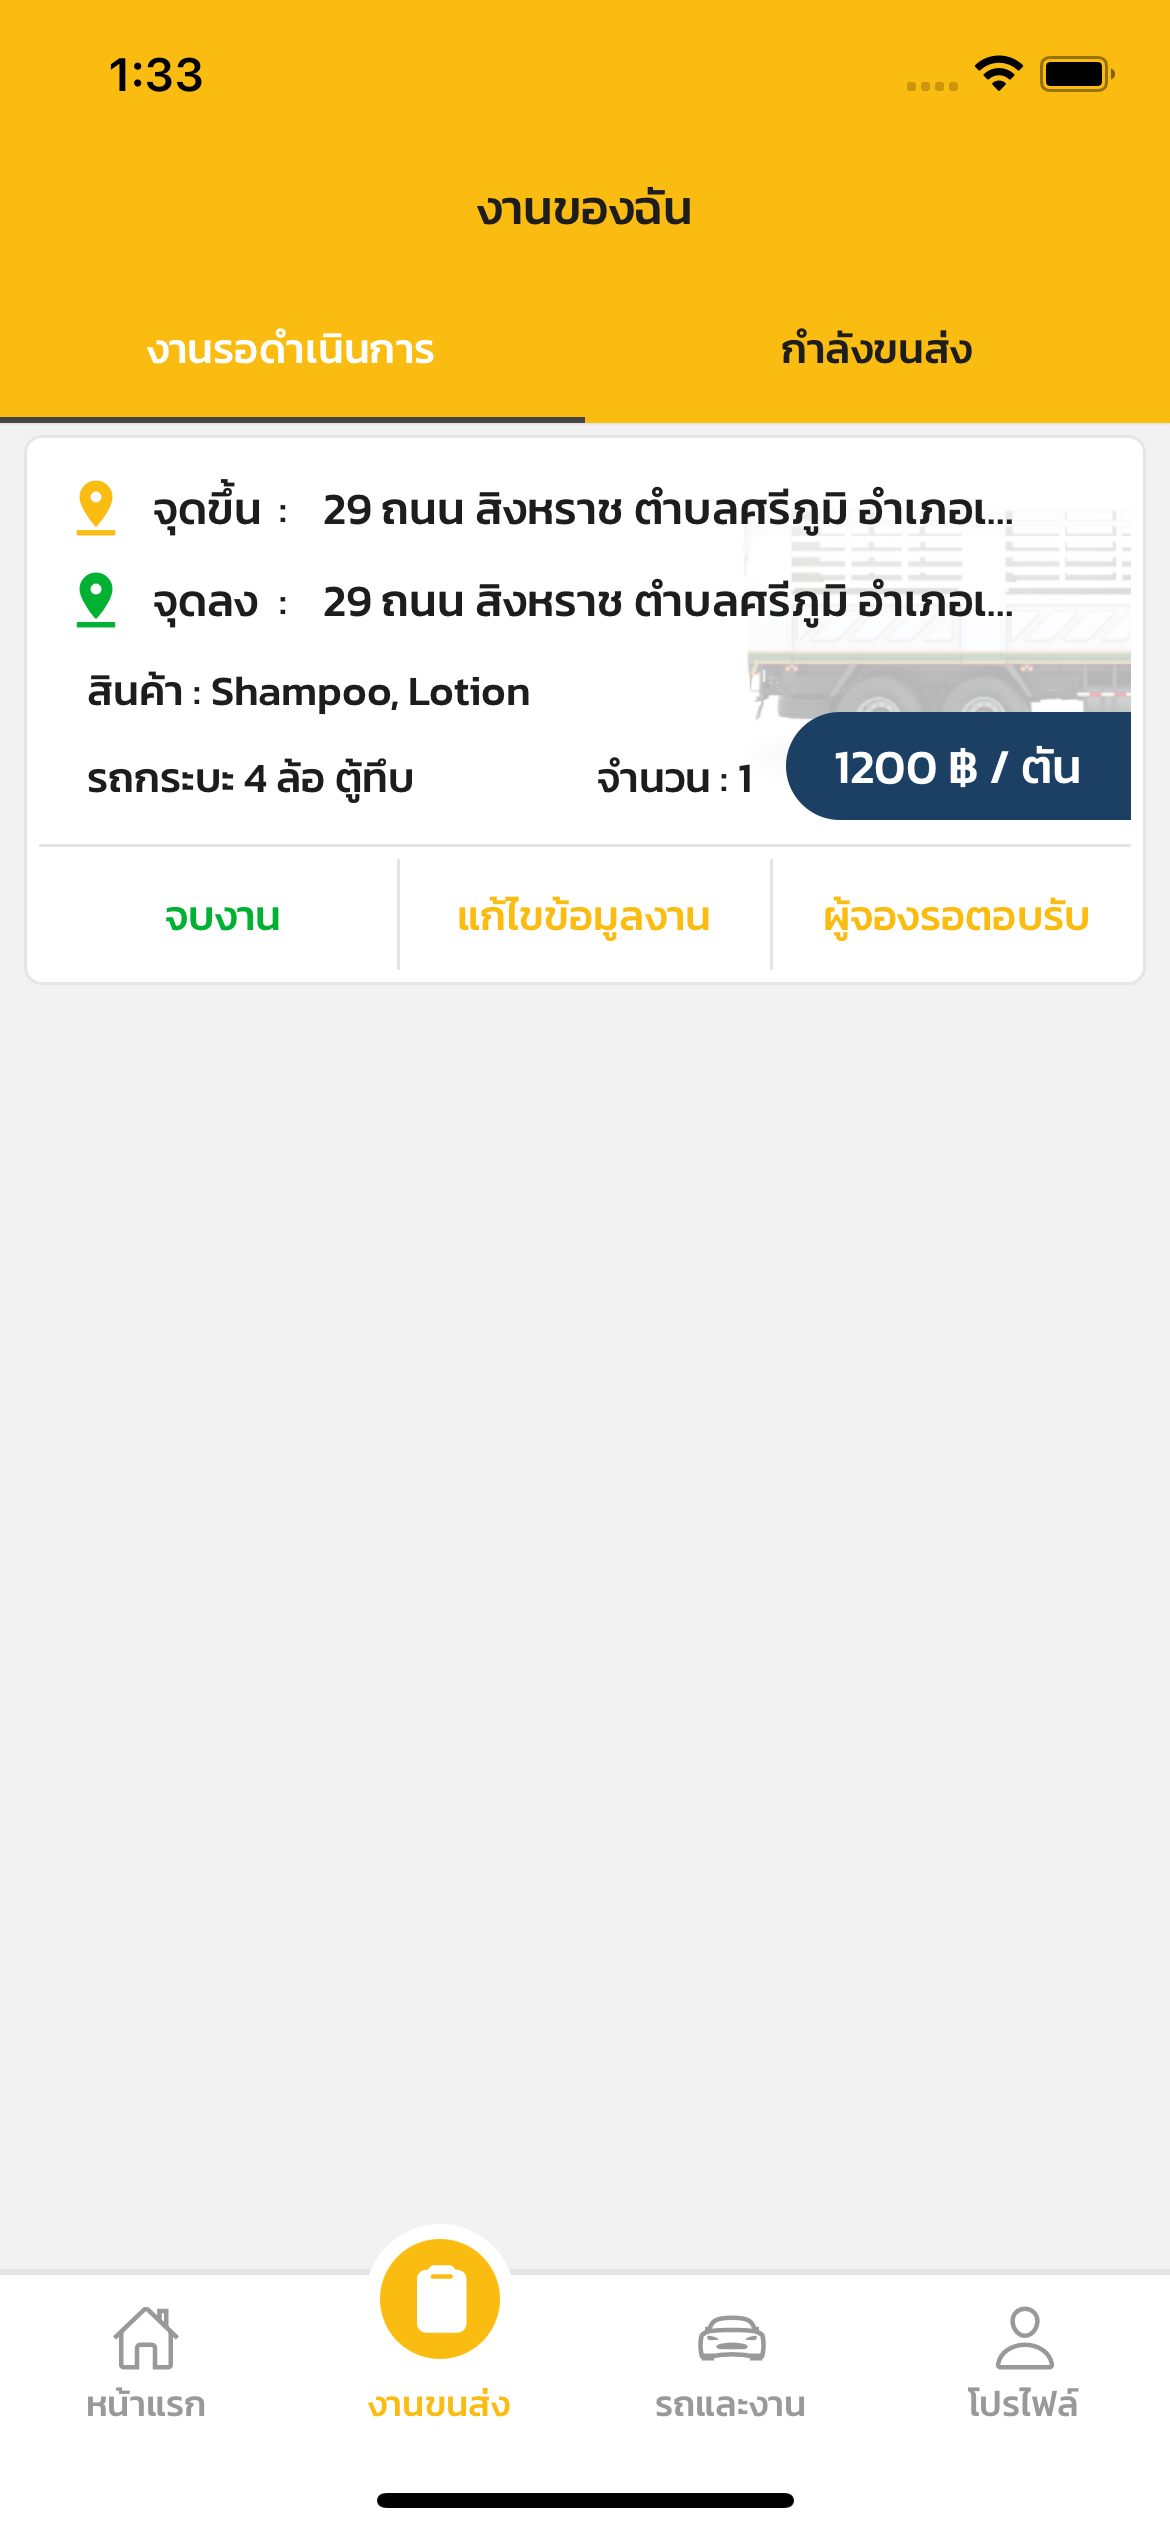 1:33
งานของฉัน
งานรอดำเนินการ
กำลังขนส่ง
จุดขึ้น : 29 ถนน สิงหราช ตำบลศรีภูมิ อำเภอเ...
จุดลง : 29 ถนน สิงหราช ตำบลศรีภูมิ อำเภอเ...
สินค้า : Shampoo, Lotion
รถกระบะ 4 ล้อ ตู้ทึบ
จำนวน : 1
1200 ฿ / ตัน
จบงาน
แก้ไขข้อมูลงาน
ผู้จองรอตอบรับ
หน้าแรก
งานขนส่ง
รถและงาน
โปรไฟล์